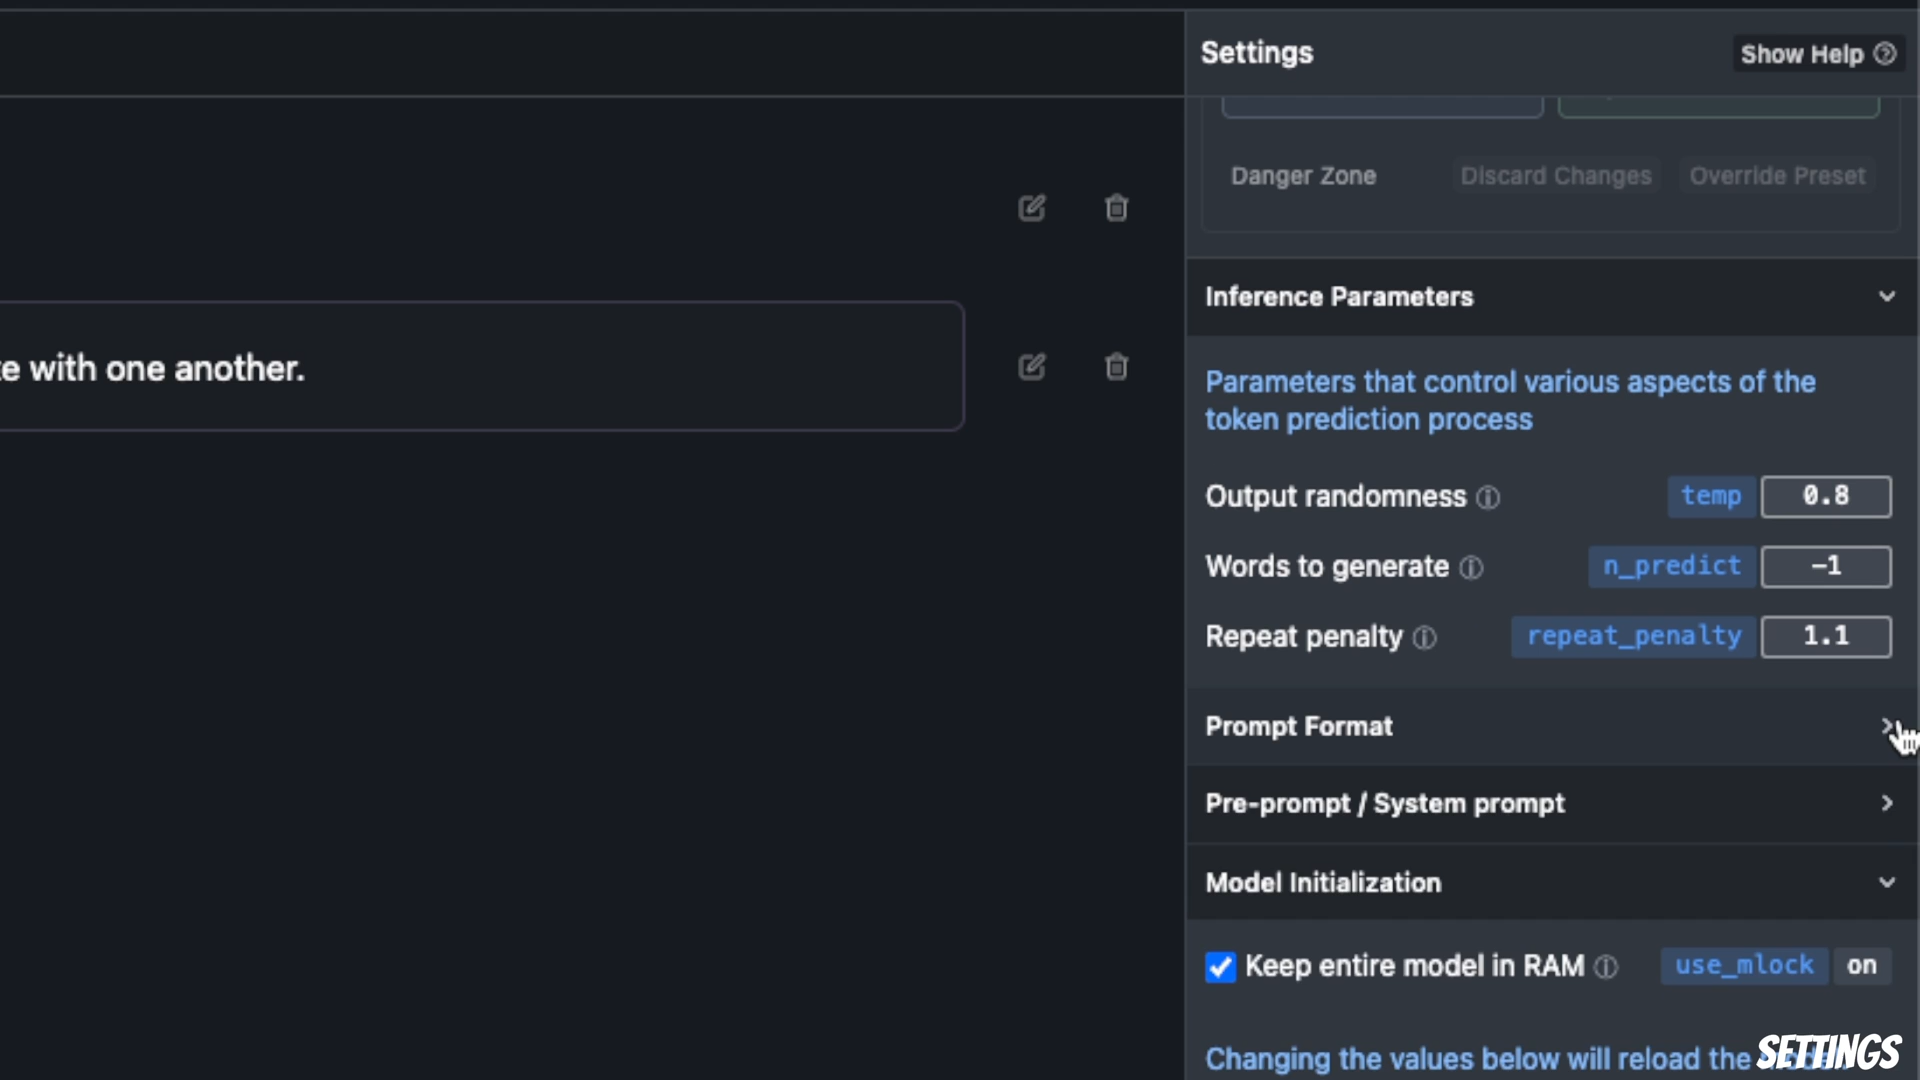 Settings
Show Help
Danger Zone
Discard Changes
Override Preset
Inference Parameters
with one another.
Parameters that control various aspects of the
token prediction process
Output randomness
temp
0.8
Words to generate
n_predict
-1
Repeat penalty
repeat_penalty
1.1
Prompt Format
Pre-prompt / System prompt
Model Initialization
Keep entire model in RAM
use_mlock
on
Changing the values below will reload the
SETTINGS